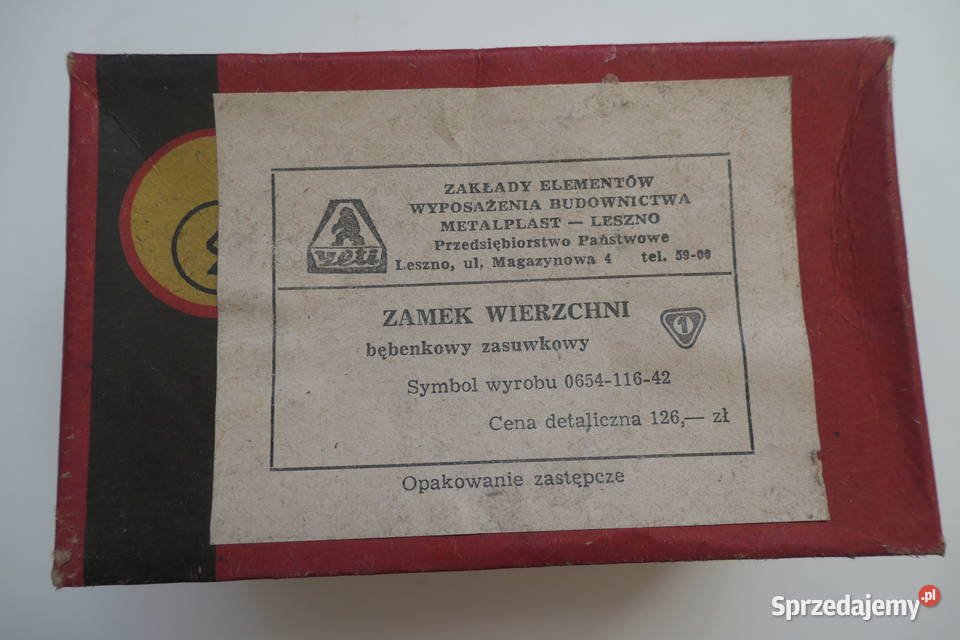 ZAKŁADY ELEMENTÓW
WYPOSAŻENIA BUDOWNICTWA
METALPLAST — LESZNO
Przedsiębiorstwo Państwowe
Leszno, ul. Magazynowa 4 tel. 59-00
yeti
ZAMEK WIERZCHNI
bębenkowy zasuwkowy
1
Symbol wyrobu 0654-116-42
Cena detaliczna 126,— zł
Opakowanie zastępcze
Sprzedajemy.pl